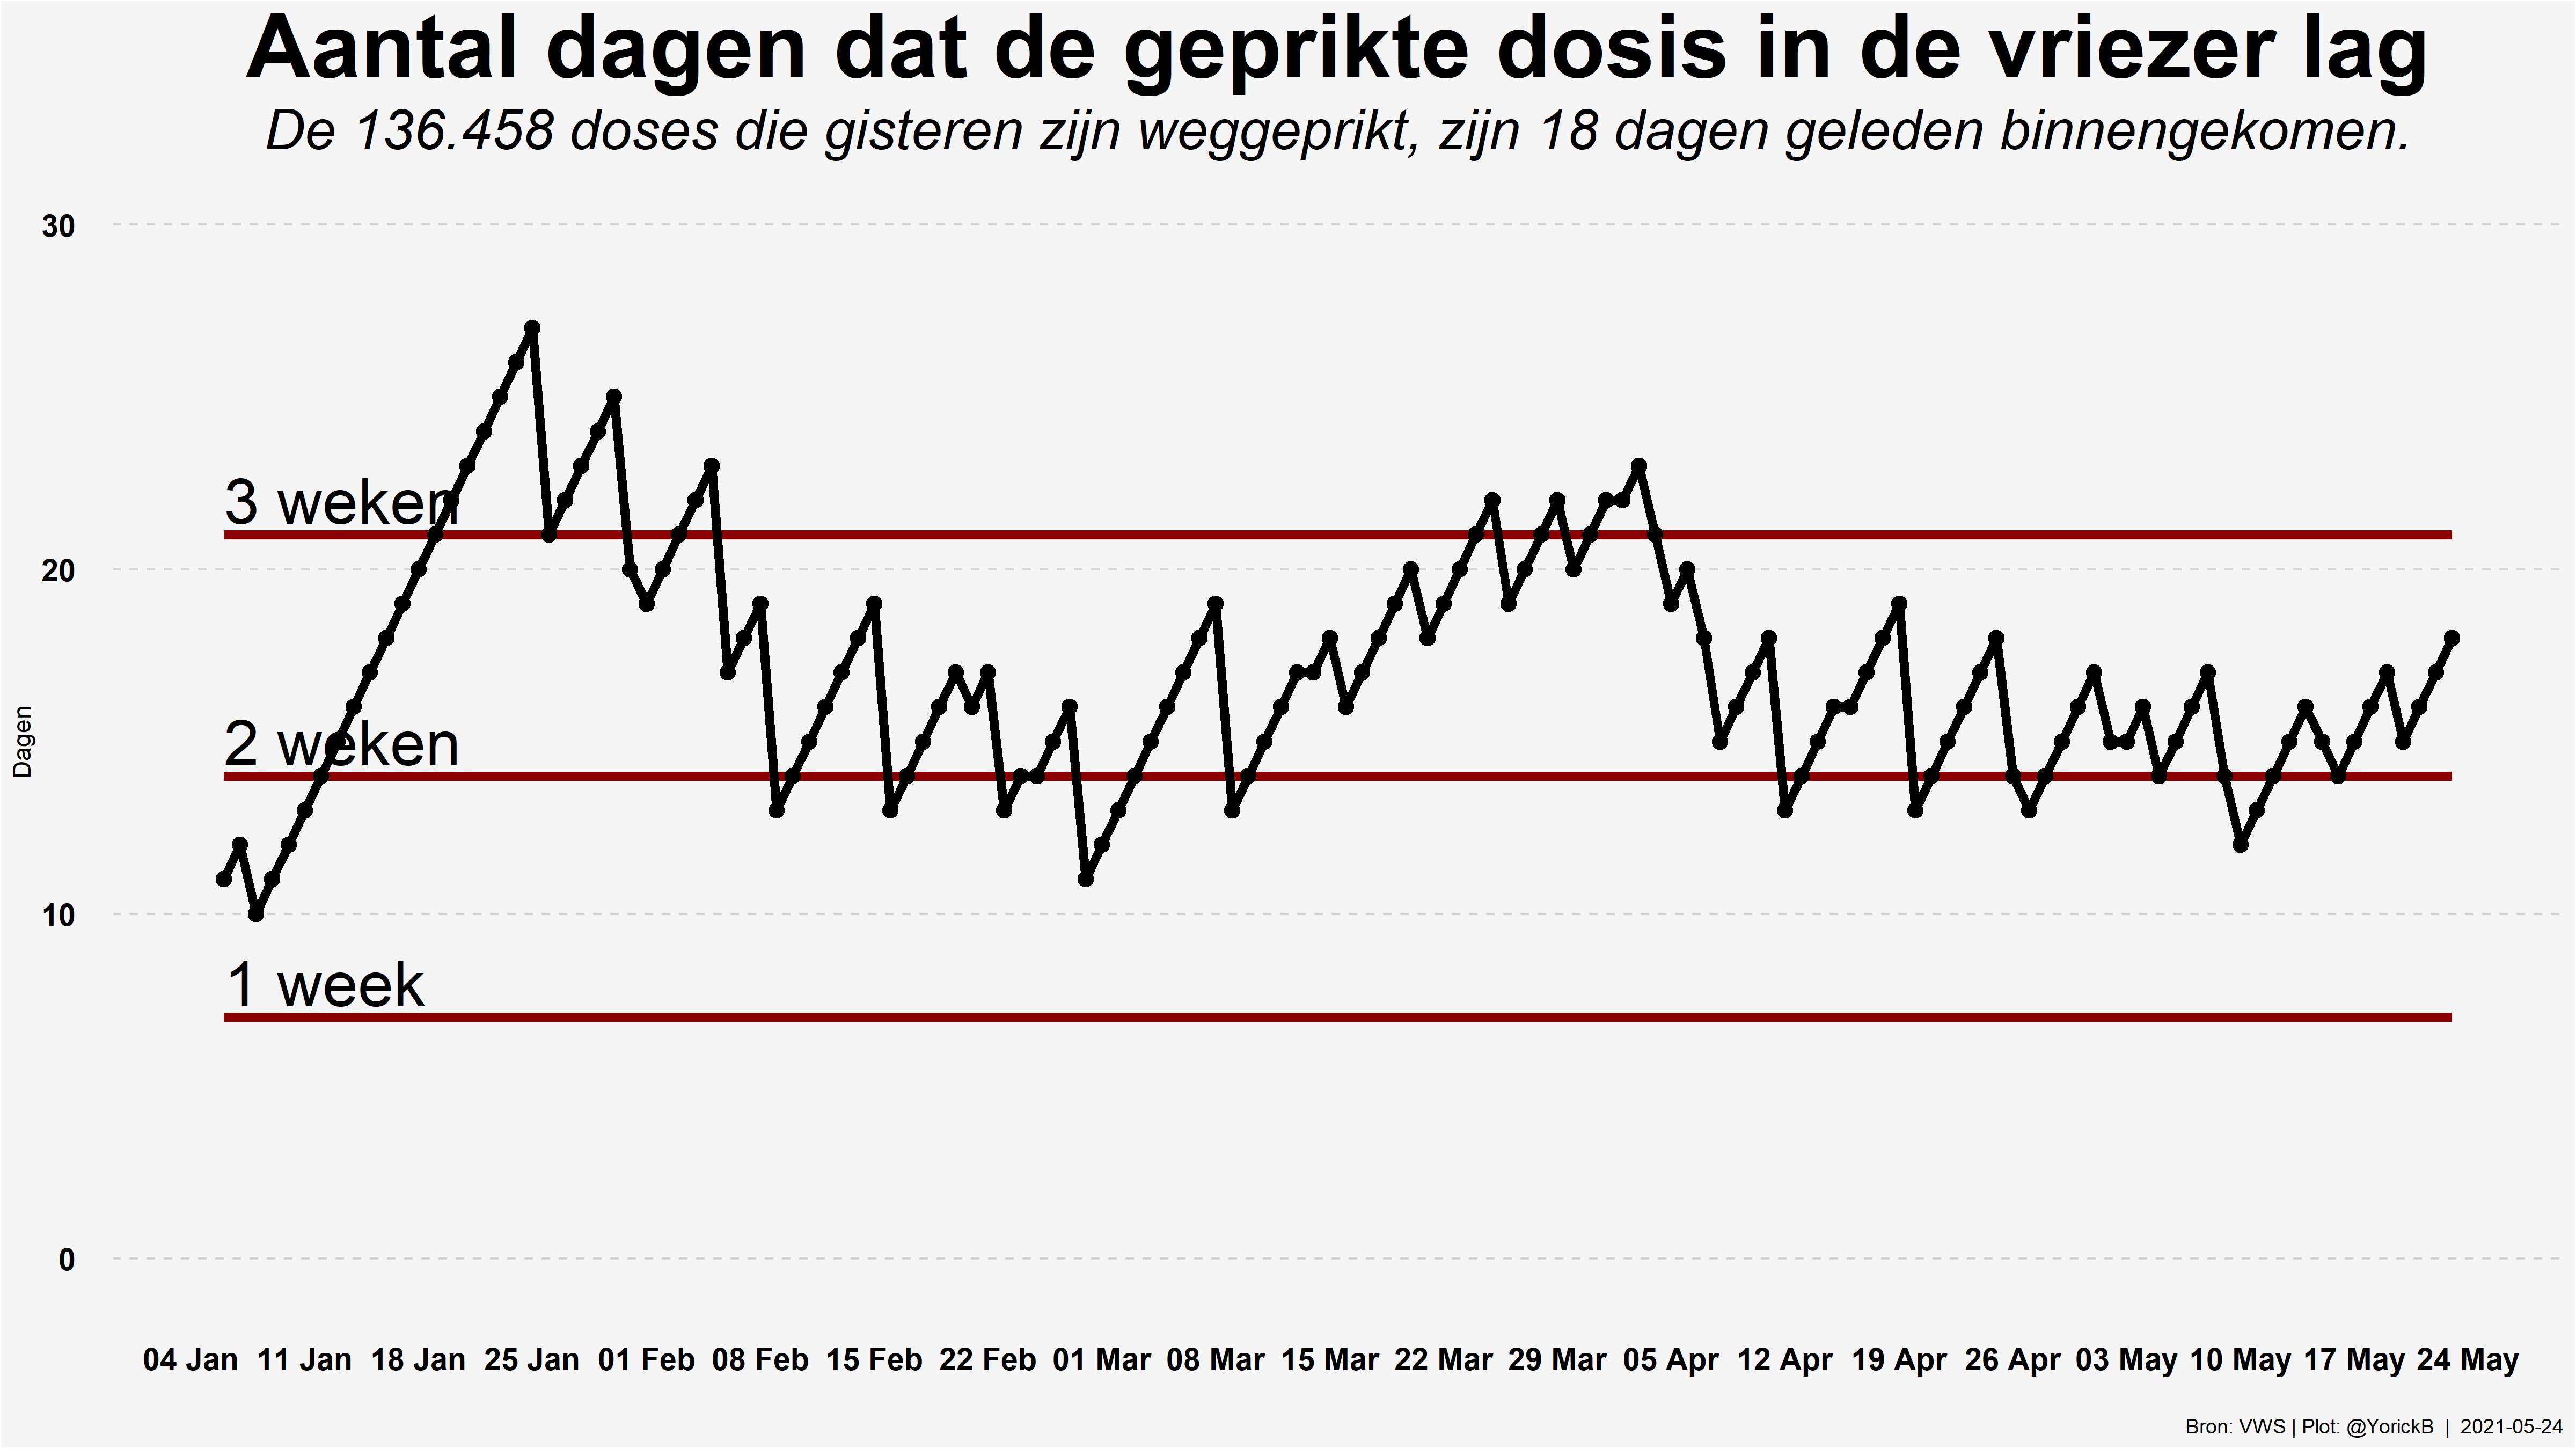 Aantal dagen dat de geprikte dosis in de vriezer lag
De 136.458 doses die gisteren zijn weggeprikt, zijn 18 dagen geleden binnengekomen.
30
3 weken
20
2 weken
Dagen
10
1 week
0
04 Jan 11 Jan 18 Jan 25 Jan 01 Feb 08 Feb 15 Feb 22 Feb 01 Mar 08 Mar 15 Mar 22 Mar 29 Mar 05 Apr 12 Apr 19 Apr 26 Apr 03 May 10 May 17 May 24 May
Bron: VWS | Plot: @YorickB | 2021-05-24